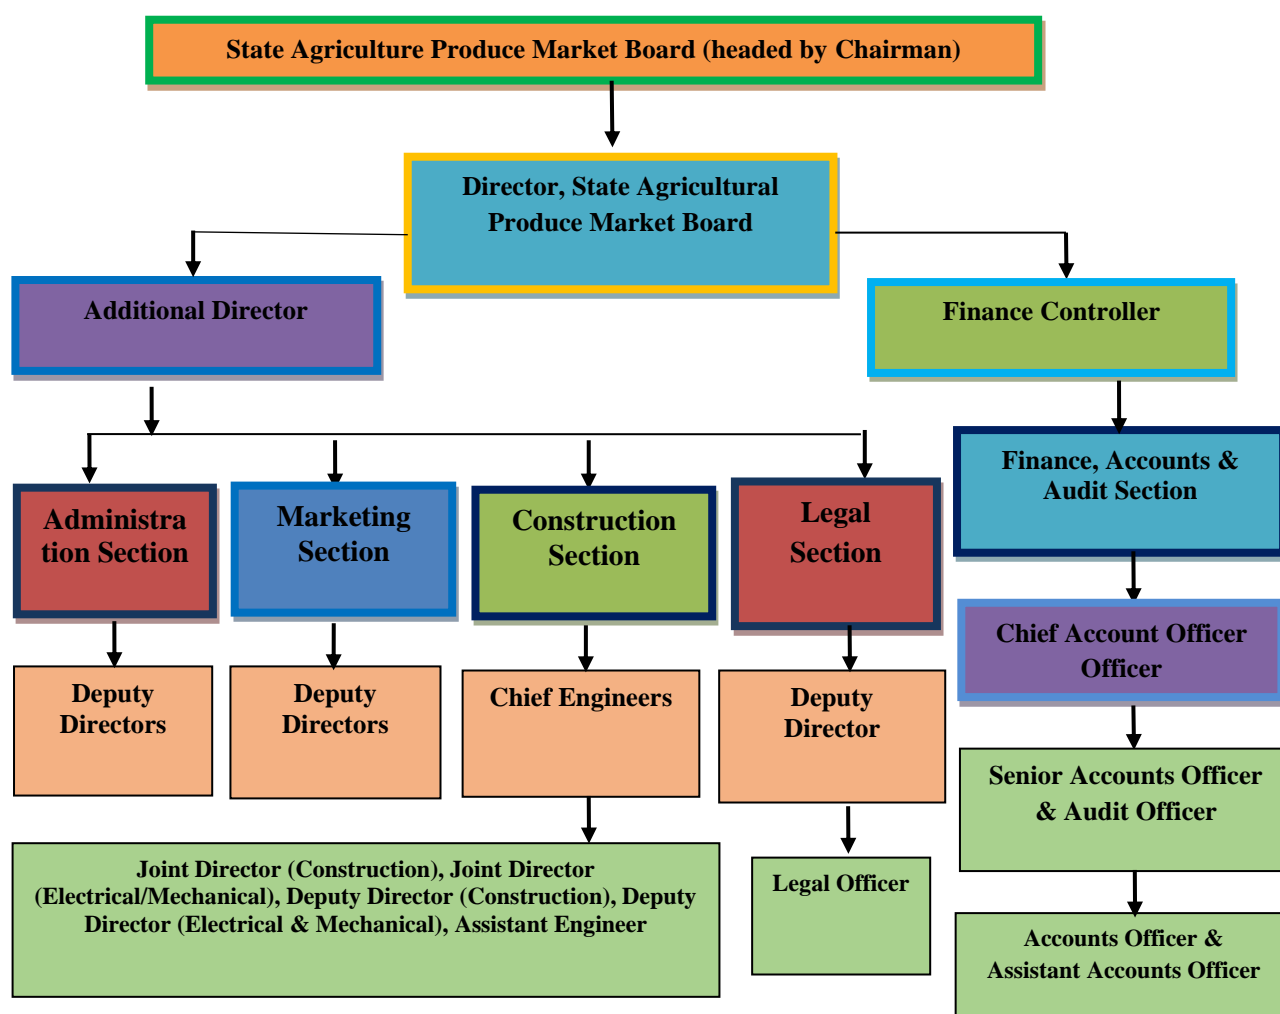 State Agriculture Produce Market Board (headed by Chairman)
Director, State Agricultural
Produce Market Board
Additional Director
Finance Controller
Finance, Accounts &
Audit Section
Administra
tion Section
Marketing
Section
Construction
Section
Legal
Section
Chief Account Officer
Officer
Deputy
Directors
Deputy
Directors
Chief Engineers
Deputy
Director
Senior Accounts Officer
& Audit Officer
Joint Director (Construction), Joint Director
(Electrical/Mechanical), Deputy Director (Construction), Deputy
Director (Electrical & Mechanical), Assistant Engineer
Legal Officer
Accounts Officer &
Assistant Accounts Officer